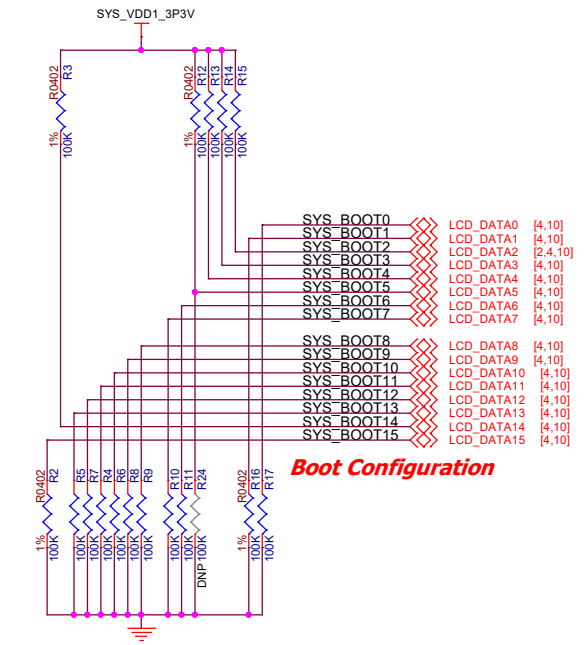 SYS_VDD1_3P3V
R0402
R3
1%
100K
R0402
R12
R13
R14
R15
1%
100K
100K
100K
100K
SYS_BOOT0 LCD_DATA0 [4,10]
SYS_BOOT1 LCD_DATA1 [4,10]
SYS_BOOT2 LCD_DATA2 [2,4,10]
SYS_BOOT3 LCD_DATA3 [4,10]
SYS_BOOT4 LCD_DATA4 [4,10]
SYS_BOOT5 LCD_DATA5 [4,10]
SYS_BOOT6 LCD_DATA6 [4,10]
SYS_BOOT7 LCD_DATA7 [4,10]
SYS_BOOT8 LCD_DATA8 [4,10]
SYS_BOOT9 LCD_DATA9 [4,10]
SYS_BOOT10 LCD_DATA10 [4,10]
SYS_BOOT11 LCD_DATA11 [4,10]
SYS_BOOT12 LCD_DATA12 [4,10]
SYS_BOOT13 LCD_DATA13 [4,10]
SYS_BOOT14 LCD_DATA14 [4,10]
SYS_BOOT15 LCD_DATA15 [4,10]
Boot Configuration
R0402
R2
R5
R7
R4
R6
R8
R9
R10
R11
R24
R0402
R16
R17
1%
100K
100K
100K
100K
100K
100K
100K
100K
100K
DNP
100K
1%
100K
100K